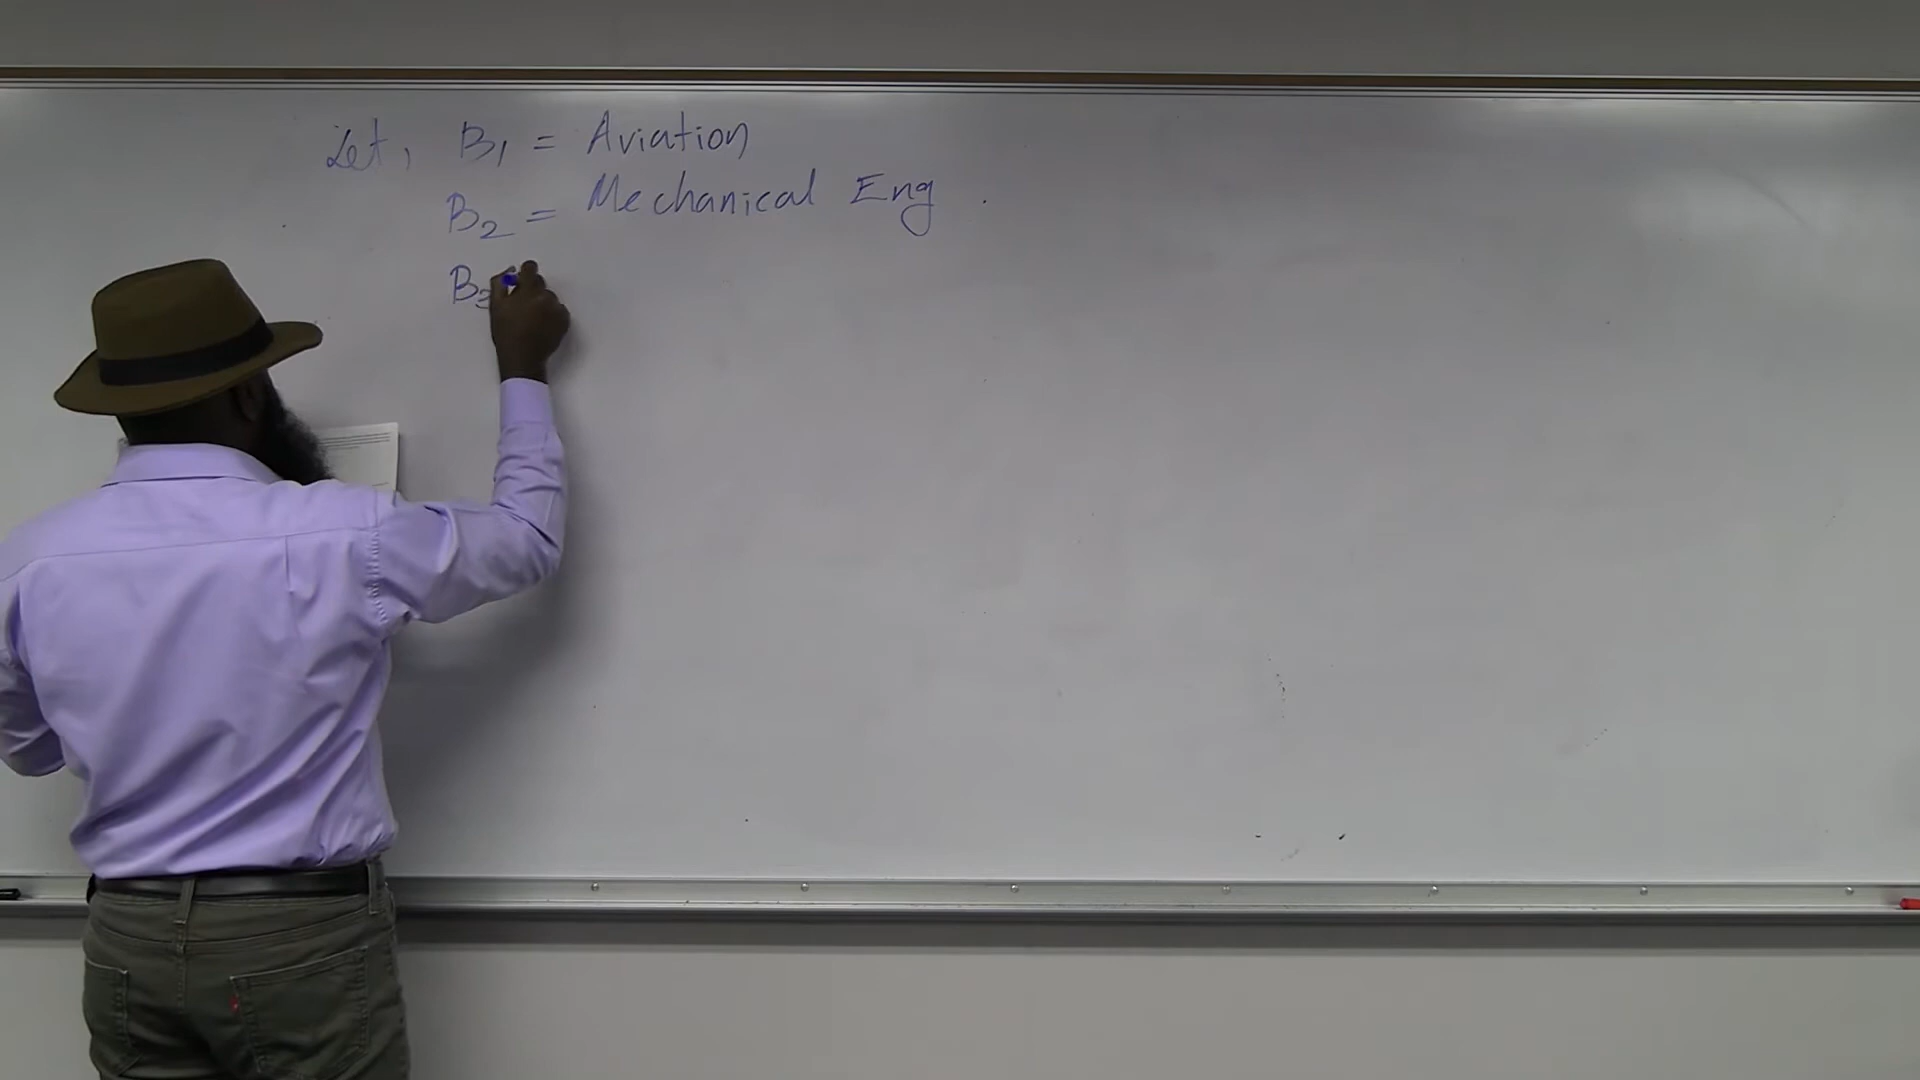 Let, B1 = Aviation
B2 = Mechanical Eng.
B3